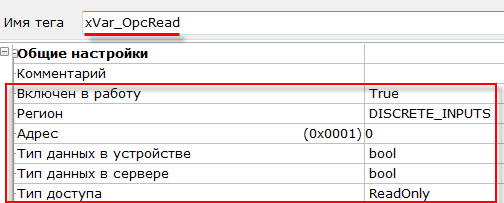 Имя тега xVar_OpcRead
Общие настройки
Комментарий
Включен в работу True
Регион DISCRETE_INPUTS
Адрес (0x0001) 0
Тип данных в устройстве bool
Тип данных в сервере bool
Тип доступа ReadOnly